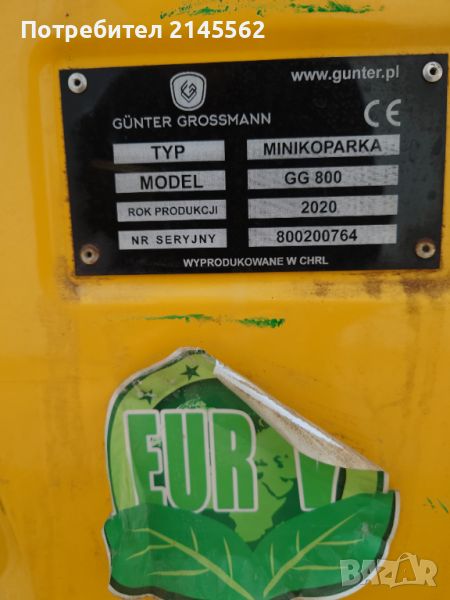 Потребител 2145562
www.gunter.pl
GÜNTER GROSSMANN
CE
TYP MINIKOPARKA
MODEL GG 800
ROK PRODUKCJI 2020
NR SERYJNY 800200764
WYPRODUKOWANE W CHRL
EUR V
BAZAR